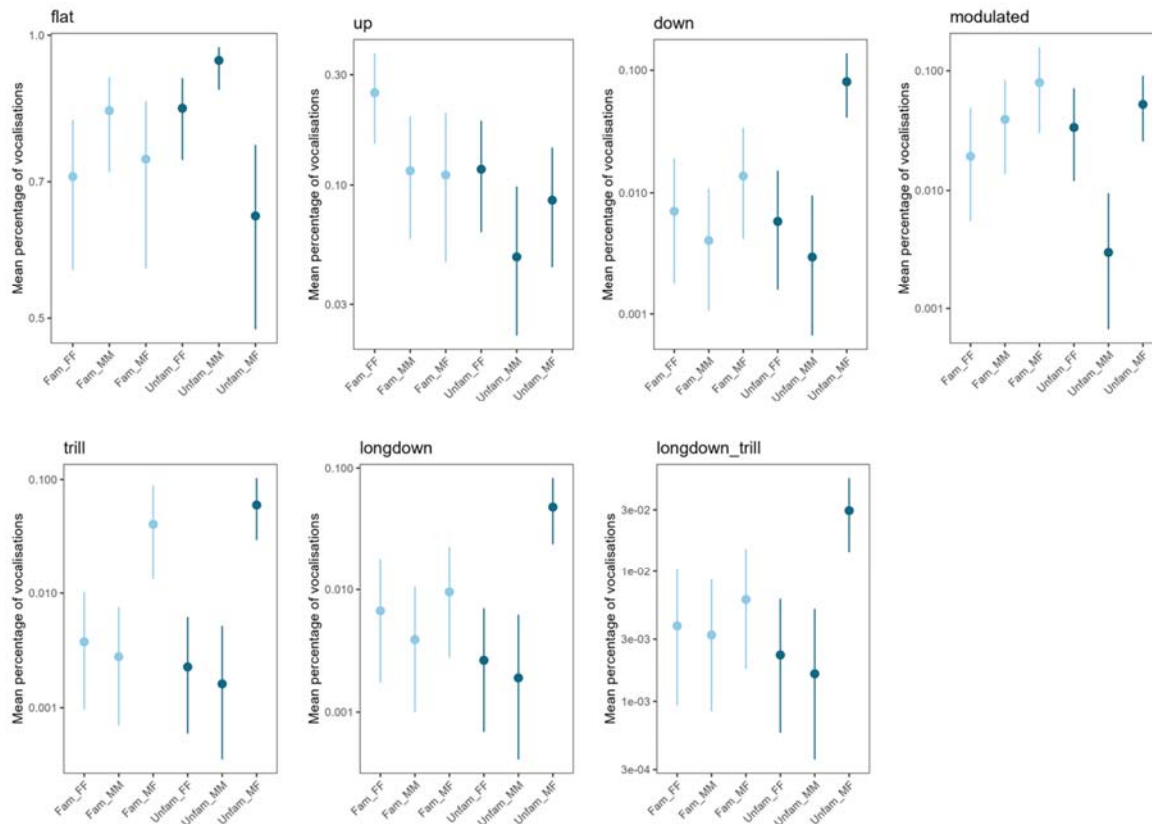 flat
Mean percentage of vocalisations
1.0
0.7
0.5
Fam_FF
Fam_MM
Fam_MF
Unfam_FF
Unfam_MM
Unfam_MF
up
Mean percentage of vocalisations
0.30
0.10
0.03
Fam_FF
Fam_MM
Fam_MF
Unfam_FF
Unfam_MM
Unfam_MF
down
Mean percentage of vocalisations
0.100
0.010
0.001
Fam_FF
Fam_MM
Fam_MF
Unfam_FF
Unfam_MM
Unfam_MF
modulated
Mean percentage of vocalisations
0.100
0.010
0.001
Fam_FF
Fam_MM
Fam_MF
Unfam_FF
Unfam_MM
Unfam_MF
trill
Mean percentage of vocalisations
0.100
0.010
0.001
Fam_FF
Fam_MM
Fam_MF
Unfam_FF
Unfam_MM
Unfam_MF
longdown
Mean percentage of vocalisations
0.100
0.010
0.001
Fam_FF
Fam_MM
Fam_MF
Unfam_FF
Unfam_MM
Unfam_MF
longdown_trill
Mean percentage of vocalisations
3e-02
1e-02
3e-03
1e-03
3e-04
Fam_FF
Fam_MM
Fam_MF
Unfam_FF
Unfam_MM
Unfam_MF